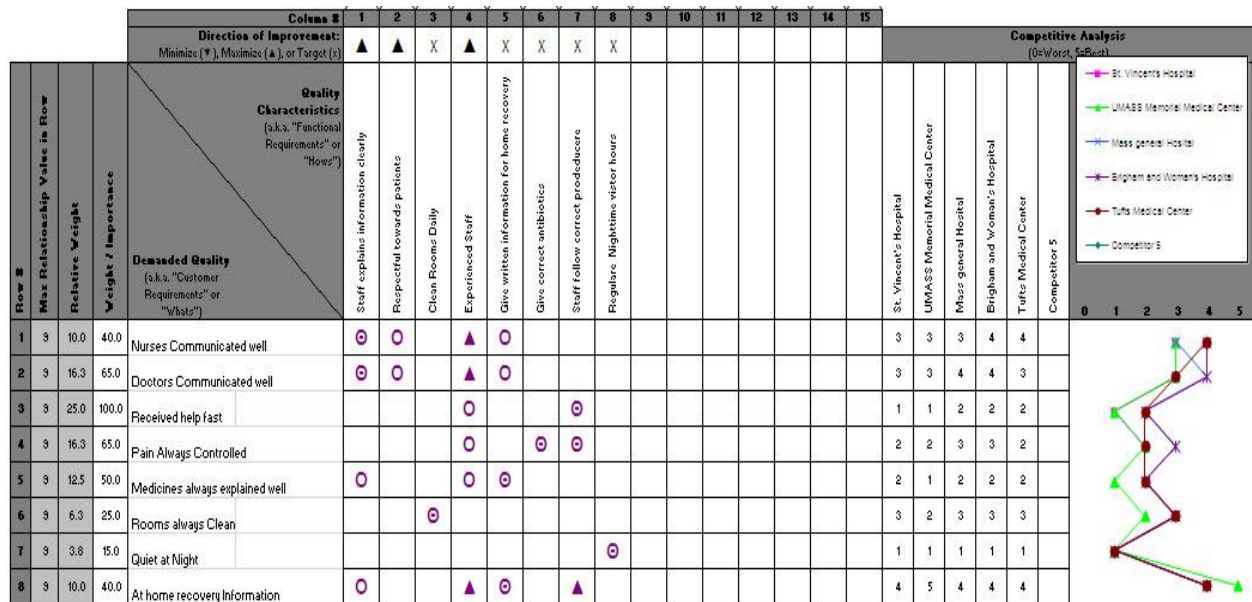 Column # 1 2 3 4 5 6 7 8 9 10 11 12 13 14 15
Direction of Improvement:
Minimize (▼), Maximize (▲), or Target (x) ▲ ▲ X ▲ X X X X
Competitive Analysis
(0=Worst, 5=Best)
Row #
Max Relationship Value in Row
Relative Weight
Weight / Importance
Quality
Characteristics
(a.k.a. "Functional
Requirements" or
"Hows")
Demanded Quality
(a.k.a. "Customer
Requirements" or
"Whats")
Staff explains information clearly
Respectful towards patients
Clean Rooms Daily
Experienced Staff
Give written information for home recovery
Give correct antibiotics
Staff follow correct prodeducere
Regulare Nighttime vistor hours
St. Vincent's Hospital
UMASS Memorial Medical Center
Mass general Hosital
Brigham and Woman's Hospital
Tufts Medical Center
Competitor 5
St. Vincent's Hospital
UMASS Memorial Medical Center
Mass general Hosital
Brigham and Woman's Hospital
Tufts Medical Center
Competitor 5
0 1 2 3 4 5
1 9 10.0 40.0 Nurses Communicated well 3 3 3 4 4
2 9 16.3 65.0 Doctors Communicated well 3 3 4 4 3
3 9 25.0 100.0 Received help fast 1 1 2 2 2
4 9 16.3 65.0 Pain Always Controlled 2 2 3 3 2
5 9 12.5 50.0 Medicines always explained well 2 1 2 2 2
6 9 6.3 25.0 Rooms always Clean 3 2 3 3 3
7 9 3.8 15.0 Quiet at Night 1 1 1 1 1
8 9 10.0 40.0 At home recovery Information 4 5 4 4 4